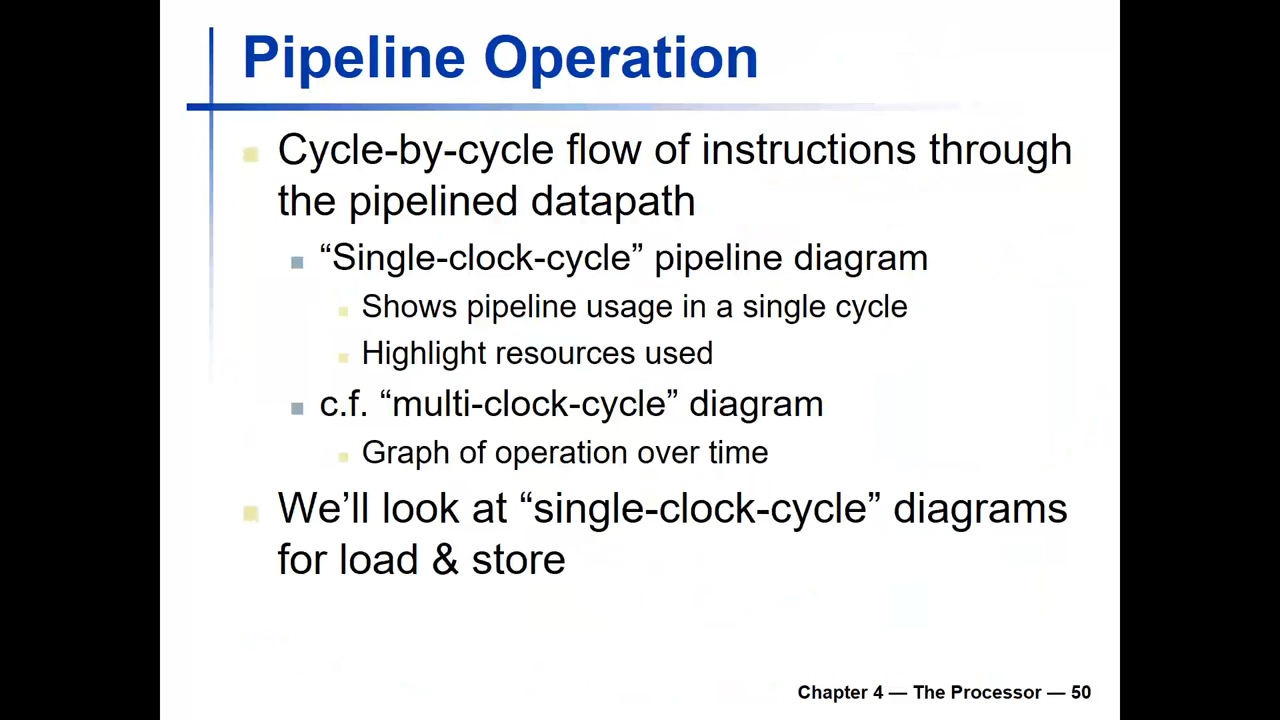 Pipeline Operation
Cycle-by-cycle flow of instructions through
the pipelined datapath
“Single-clock-cycle” pipeline diagram
Shows pipeline usage in a single cycle
Highlight resources used
c.f. “multi-clock-cycle” diagram
Graph of operation over time
We’ll look at “single-clock-cycle” diagrams
for load & store
Chapter 4 — The Processor — 50